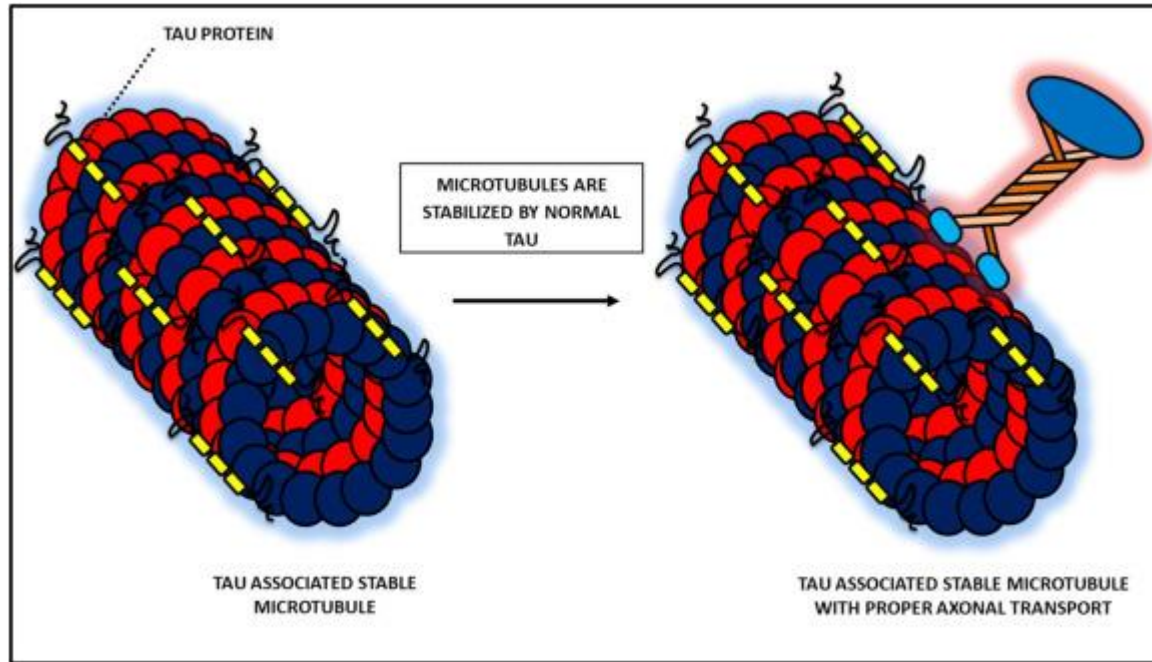 TAU PROTEIN
MICROTUBULES ARE
STABILIZED BY NORMAL
TAU
TAU ASSOCIATED STABLE
MICROTUBULE
TAU ASSOCIATED STABLE MICROTUBULE
WITH PROPER AXONAL TRANSPORT